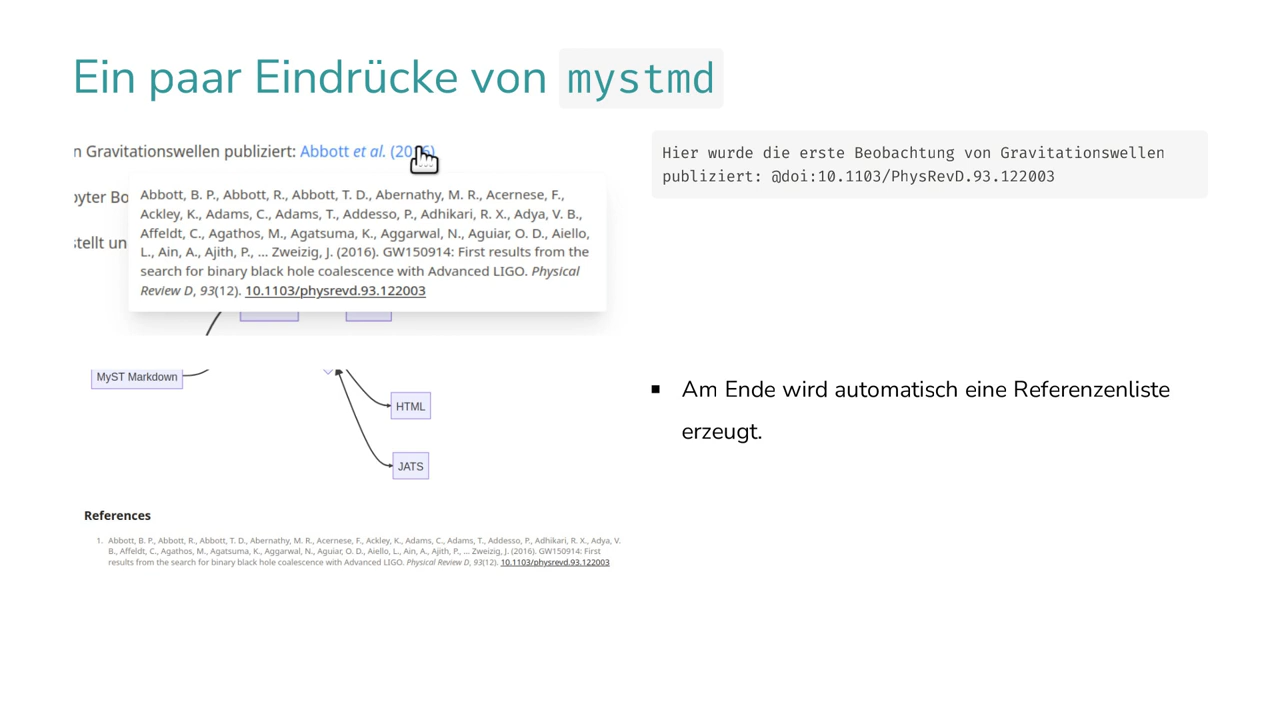 Ein paar Eindrücke von mystmd
n Gravitationswellen publiziert: Abbott et al. (2016)
Hier wurde die erste Beobachtung von Gravitationswellen
publiziert: @doi:10.1103/PhysRevD.93.122003
pyter Bo
stellt un
Abbott, B. P., Abbott, R., Abbott, T. D., Abernathy, M. R., Acernese, F.,
Ackley, K., Adams, C., Adams, T., Addesso, P., Adhikari, R. X., Adya, V. B.,
Affeldt, C., Agathos, M., Agatsuma, K., Aggarwal, N., Aguiar, O. D., Aiello,
L., Ain, A., Ajith, P., … Zweizig, J. (2016). GW150914: First results from the
search for binary black hole coalescence with Advanced LIGO. Physical
Review D, 93(12). 10.1103/physrevd.93.122003
MyST Markdown
HTML
JATS
▪ Am Ende wird automatisch eine Referenzenliste
erzeugt.
References
1. Abbott, B. P., Abbott, R., Abbott, T. D., Abernathy, M. R., Acernese, F., Ackley, K., Adams, C., Adams, T., Addesso, P., Adhikari, R. X., Adya, V.
B., Affeldt, C., Agathos, M., Agatsuma, K., Aggarwal, N., Aguiar, O. D., Aiello, L., Ain, A., Ajith, P., … Zweizig, J. (2016). GW150914: First
results from the search for binary black hole coalescence with Advanced LIGO. Physical Review D, 93(12). 10.1103/physrevd.93.122003